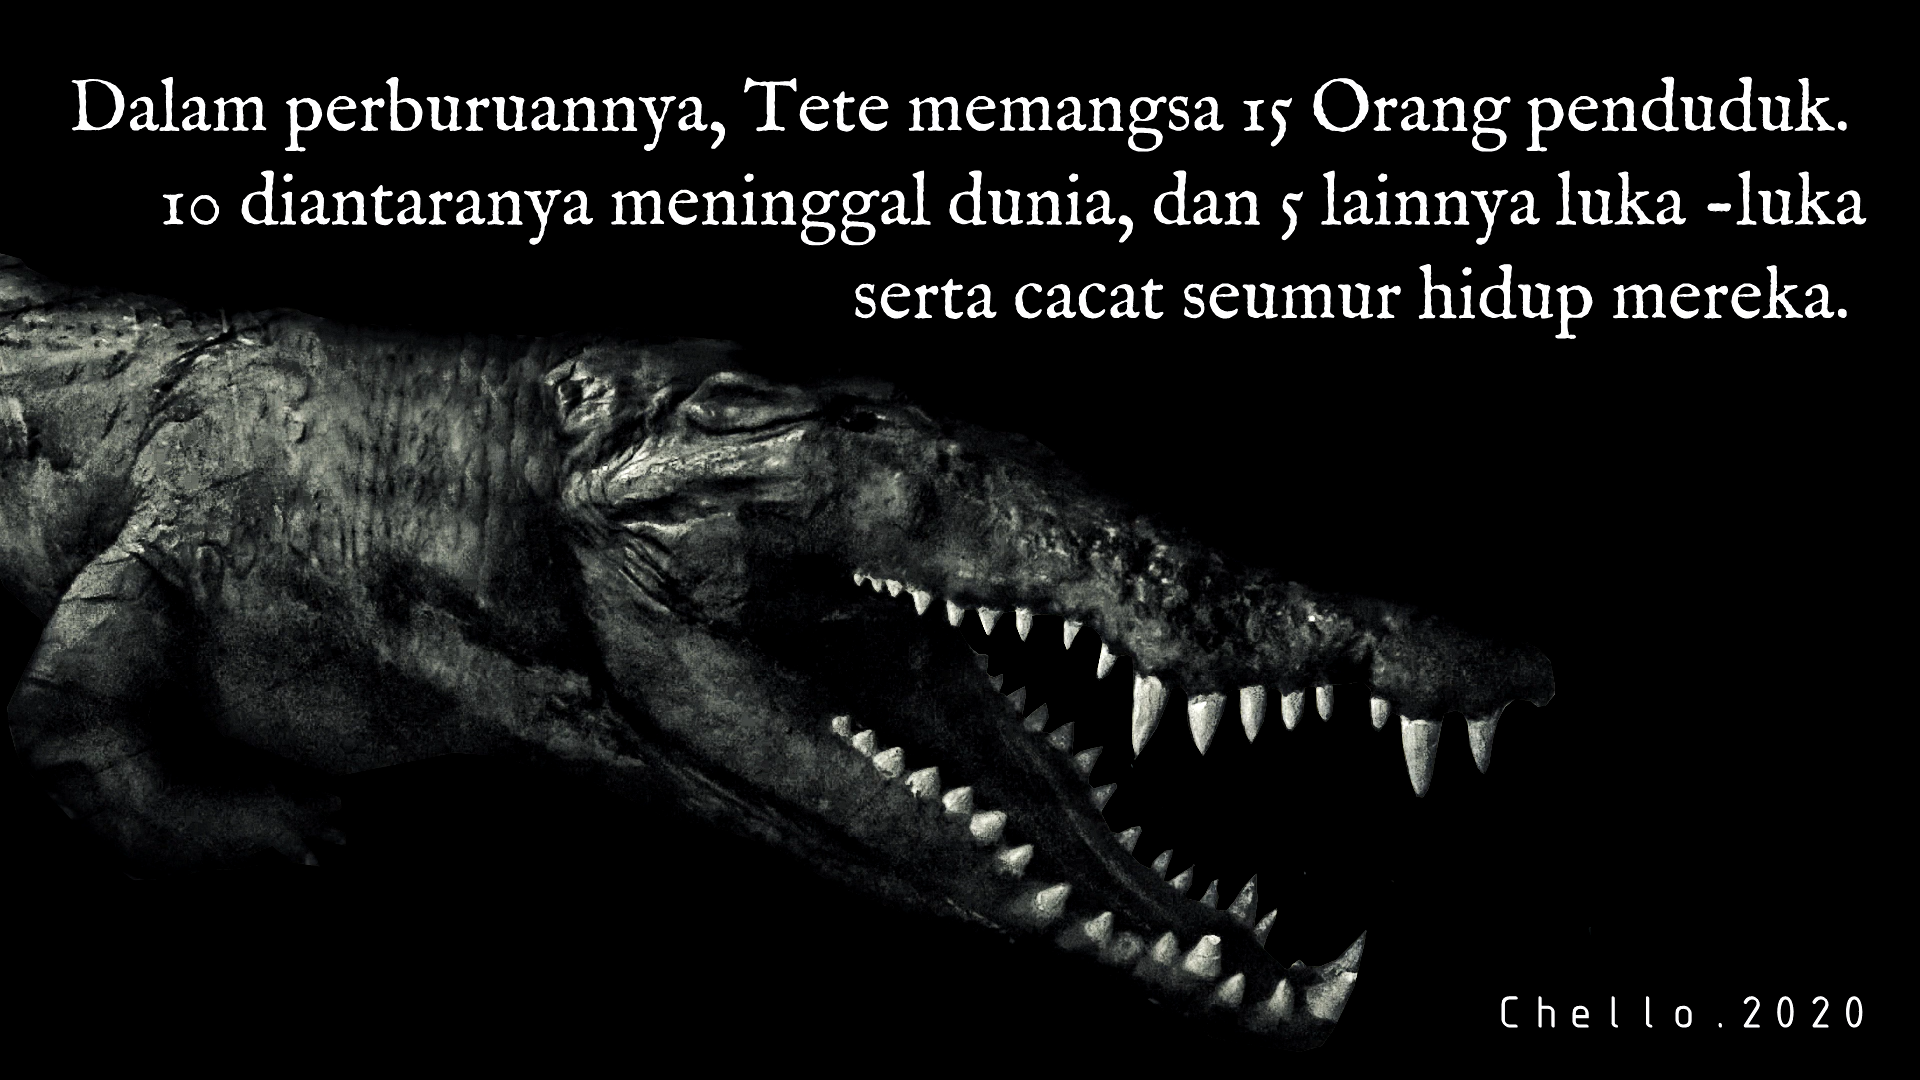 Dalam perburuannya, Tete memangsa 15 Orang penduduk.
10 diantaranya meninggal dunia, dan 5 lainnya luka -luka
serta cacat seumur hidup mereka.
Chello.2020